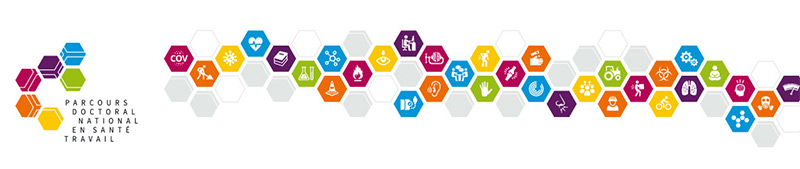 PARCOURS
DOCTORAL
NATIONAL
EN SANTÉ
TRAVAIL
COV